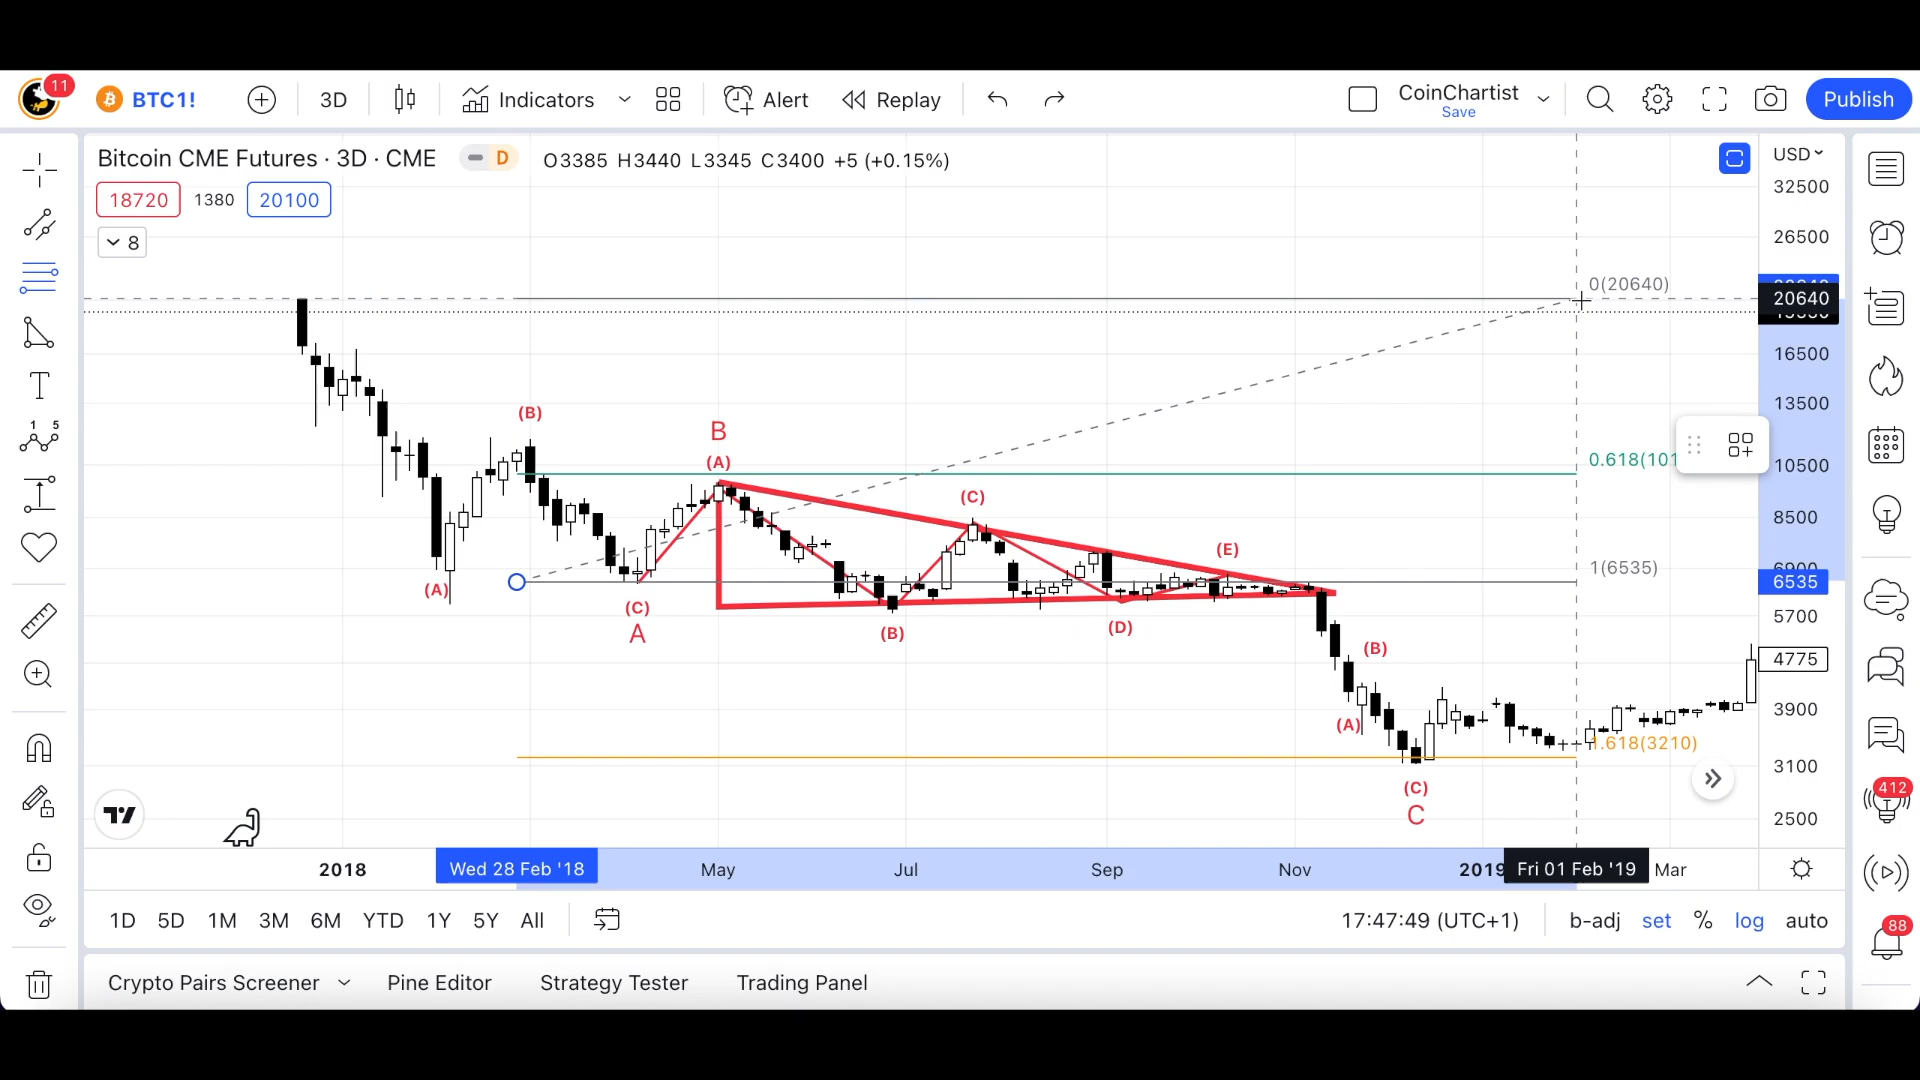 11
BTC1!
3D
Indicators
Alert
Replay
CoinChartist
Save
Publish
Bitcoin CME Futures · 3D · CME
D
O3385 H3440 L3345 C3400 +5 (+0.15%)
USD
18720
1380
20100
8
32500
26500
0(20640)
20640
16500
13500
(B)
B
(A)
0.618(101
10500
(C)
8500
(E)
1(6535)
6535
(A)
(C)
A
(B)
(D)
5700
(B)
4775
(A)
3900
1.618(3210)
3100
(C)
C
2500
412
2018
Wed 28 Feb '18
May
Jul
Sep
Nov
2019
Fri 01 Feb '19
Mar
1D
5D
1M
3M
6M
YTD
1Y
5Y
All
17:47:49 (UTC+1)
b-adj
set
%
log
auto
88
Crypto Pairs Screener
Pine Editor
Strategy Tester
Trading Panel